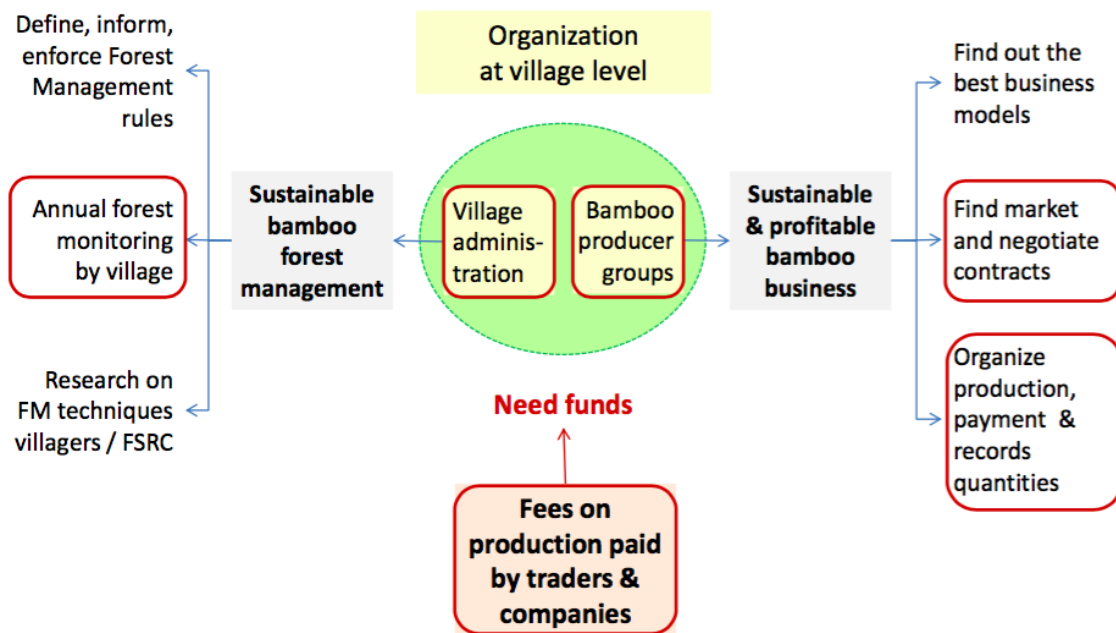 Define, inform,
enforce Forest
Management
rules
Annual forest
monitoring
by village
Research on
FM techniques
villagers / FSRC
Sustainable
bamboo
forest
management
Organization
at village level
Village
adminis-
tration
Bamboo
producer
groups
Need funds
Fees on
production paid
by traders &
companies
Sustainable
& profitable
bamboo
business
Find out the
best business
models
Find market
and negotiate
contracts
Organize
production,
payment &
records
quantities